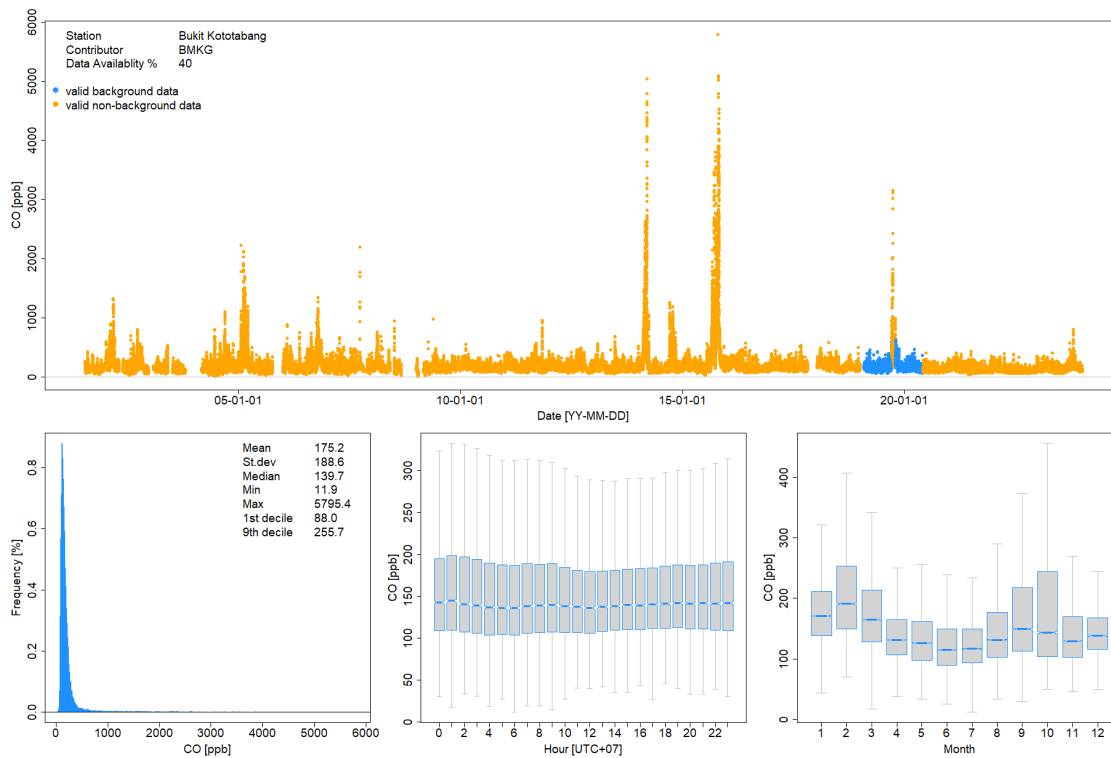 Station Bukit Kototabang
Contributor BMKG
Data Availablity % 40
valid background data
valid non-background data
CO [ppb]
0 1000 2000 3000 4000 5000 6000
05-01-01 10-01-01 15-01-01 20-01-01
Date [YY-MM-DD]
Mean 175.2
St.dev 188.6
Median 139.7
Min 11.9
Max 5795.4
1st decile 88.0
9th decile 255.7
Frequency [%]
0.0 0.2 0.4 0.6 0.8
0 1000 2000 3000 4000 5000 6000
CO [ppb]
CO [ppb]
0 50 100 150 200 250 300
0 2 4 6 8 10 12 14 16 18 20 22
Hour [UTC+07]
CO [ppb]
0 100 200 300 400
1 2 3 4 5 6 7 8 9 10 11 12
Month